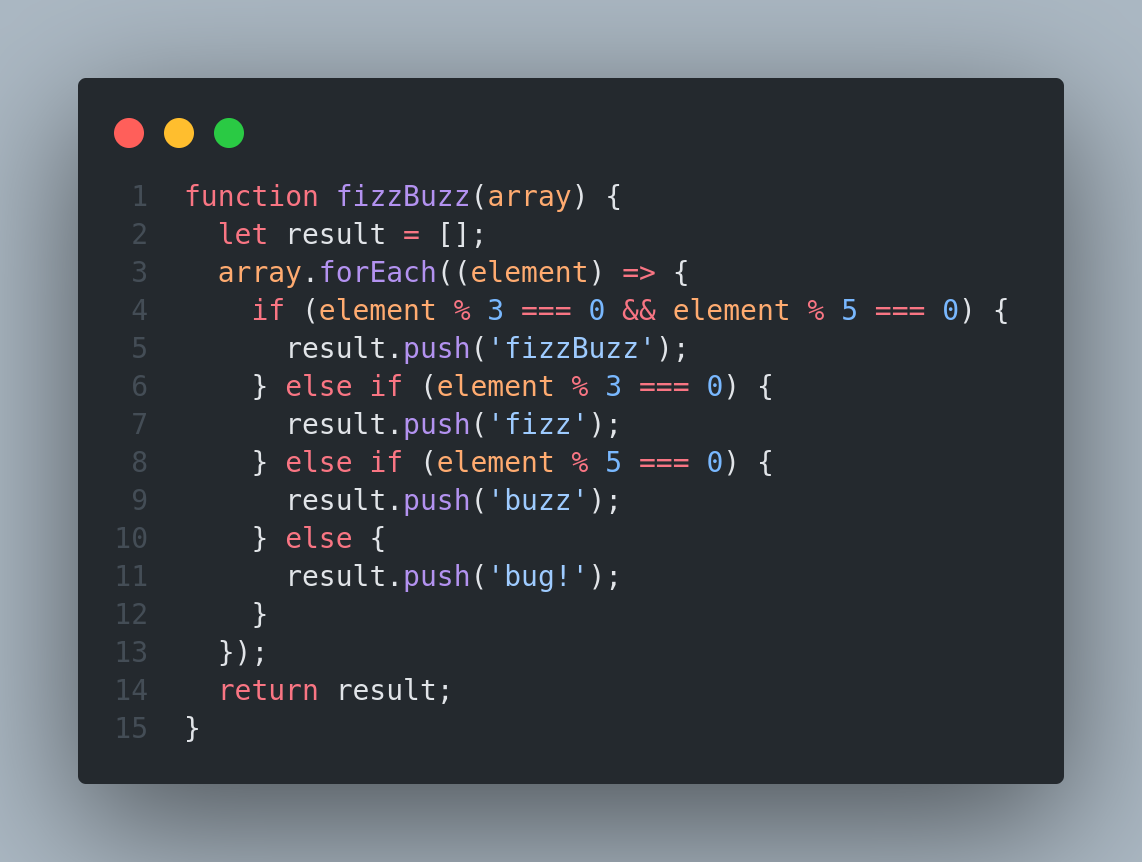 1 function fizzBuzz(array) {
2   let result = [];
3   array.forEach((element) => {
4     if (element % 3 === 0 && element % 5 === 0) {
5       result.push('fizzBuzz');
6     } else if (element % 3 === 0) {
7       result.push('fizz');
8     } else if (element % 5 === 0) {
9       result.push('buzz');
10     } else {
11       result.push('bug!');
12     }
13   });
14   return result;
15 }